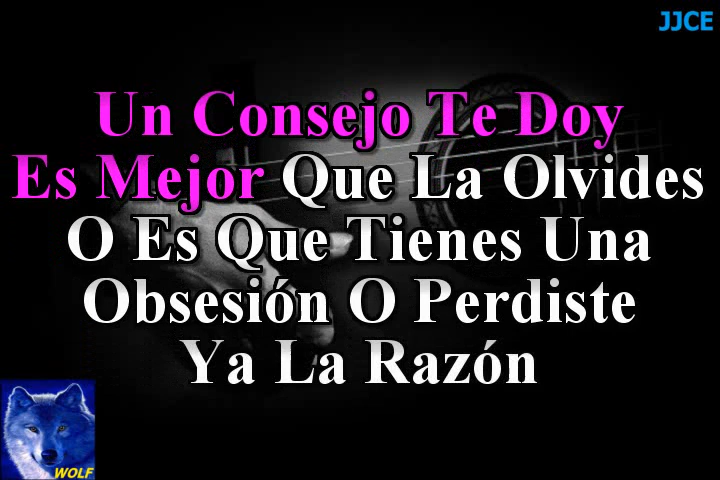 JJCE
Un Consejo Te Doy
Es Mejor Que La Olvides
O Es Que Tienes Una
Obsesión O Perdiste
Ya La Razón
WOLF